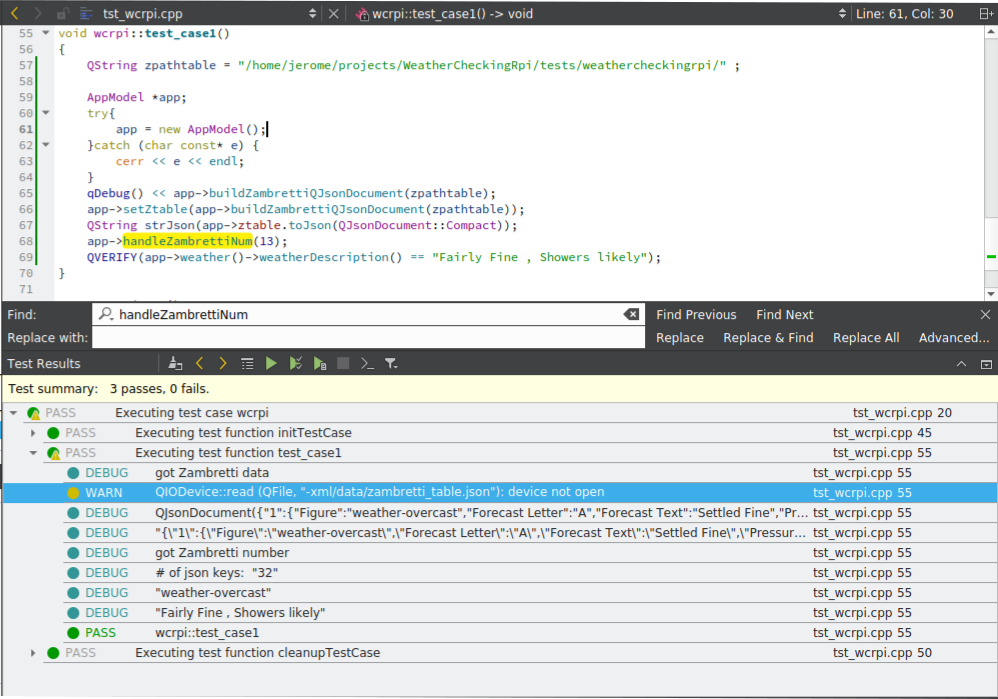 tst_wcrpi.cpp wcrpi::test_case1() -> void Line: 61, Col: 30
55 void wcrpi::test_case1()
56 {
57 QString zpathtable = "/home/jerome/projects/WeatherCheckingRpi/tests/weathercheckingrpi/" ;
58
59 AppModel *app;
60 try{
61 app = new AppModel();
62 }catch (char const* e) {
63 cerr << e << endl;
64 }
65 qDebug() << app->buildZambrettiQJsonDocument(zpathtable);
66 app->setZtable(app->buildZambrettiQJsonDocument(zpathtable));
67 QString strJson(app->ztable.toJson(QJsonDocument::Compact));
68 app->handleZambrettiNum(13);
69 QVERIFY(app->weather()->weatherDescription() == "Fairly Fine , Showers likely");
70 }
71
Find: handleZambrettiNum Find Previous Find Next
Replace with: Replace Replace & Find Replace All Advanced...
Test Results
Test summary: 3 passes, 0 fails.
PASS Executing test case wcrpi tst_wcrpi.cpp 20
PASS Executing test function initTestCase tst_wcrpi.cpp 45
PASS Executing test function test_case1 tst_wcrpi.cpp 55
DEBUG got Zambretti data tst_wcrpi.cpp 55
WARN QIODevice::read (QFile, "-xml/data/zambretti_table.json"): device not open tst_wcrpi.cpp 55
DEBUG QJsonDocument({"1":{"Figure":"weather-overcast","Forecast Letter":"A","Forecast Text":"Settled Fine","Pr... tst_wcrpi.cpp 55
DEBUG "{\"1\":{\"Figure\":\"weather-overcast\",\"Forecast Letter\":\"A\",\"Forecast Text\":\"Settled Fine\",\"Pressur... tst_wcrpi.cpp 55
DEBUG got Zambretti number tst_wcrpi.cpp 55
DEBUG # of json keys: "32" tst_wcrpi.cpp 55
DEBUG "weather-overcast" tst_wcrpi.cpp 55
DEBUG "Fairly Fine , Showers likely" tst_wcrpi.cpp 55
PASS wcrpi::test_case1 tst_wcrpi.cpp 55
PASS Executing test function cleanupTestCase tst_wcrpi.cpp 50